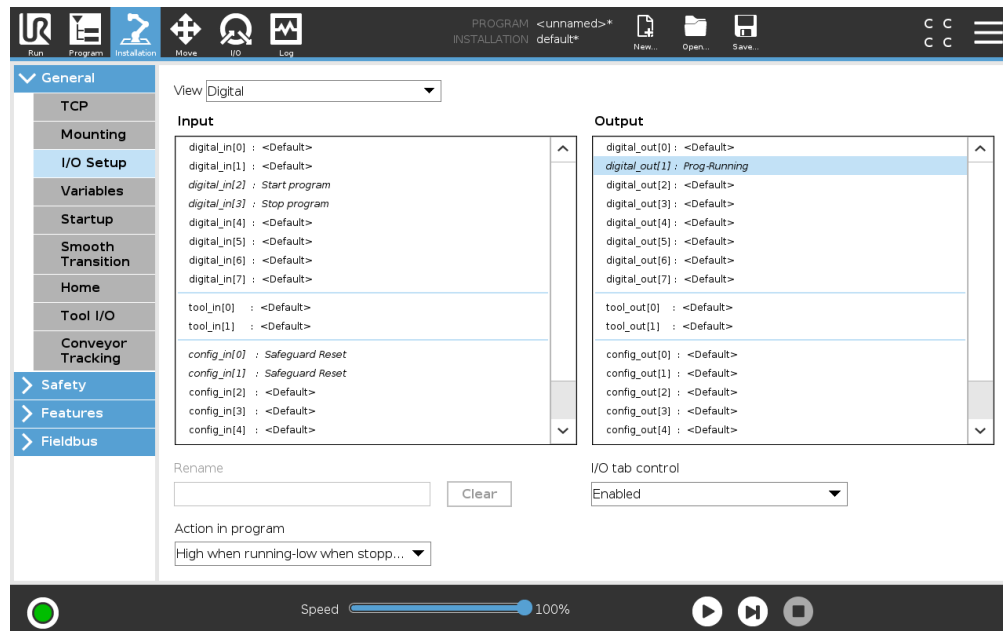 PROGRAM <unnamed>*
INSTALLATION default*
UR
Run
Program
Installation
Move
I/O
Log
New...
Open...
Save...
C C
C C
General
TCP
Mounting
I/O Setup
Variables
Startup
Smooth
Transition
Home
Tool I/O
Conveyor
Tracking
Safety
Features
Fieldbus
View Digital
Input
digital_in[0] : <Default>
digital_in[1] : <Default>
digital_in[2] : Start program
digital_in[3] : Stop program
digital_in[4] : <Default>
digital_in[5] : <Default>
digital_in[6] : <Default>
digital_in[7] : <Default>
tool_in[0] : <Default>
tool_in[1] : <Default>
config_in[0] : Safeguard Reset
config_in[1] : Safeguard Reset
config_in[2] : <Default>
config_in[3] : <Default>
config_in[4] : <Default>
Output
digital_out[0] : <Default>
digital_out[1] : Prog-Running
digital_out[2] : <Default>
digital_out[3] : <Default>
digital_out[4] : <Default>
digital_out[5] : <Default>
digital_out[6] : <Default>
digital_out[7] : <Default>
tool_out[0] : <Default>
tool_out[1] : <Default>
config_out[0] : <Default>
config_out[1] : <Default>
config_out[2] : <Default>
config_out[3] : <Default>
config_out[4] : <Default>
Rename
Clear
I/O tab control
Enabled
Action in program
High when running-low when stopp...
Speed 100%